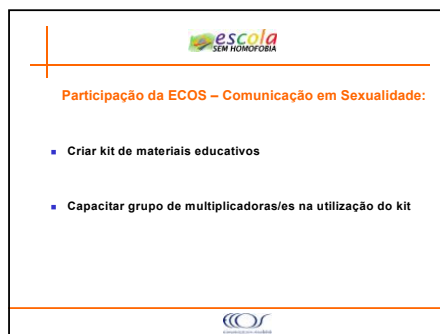 escola
SEM HOMOFOBIA
Participação da ECOS – Comunicação em Sexualidade:
Criar kit de materiais educativos
Capacitar grupo de multiplicadoras/es na utilização do kit
ECOS